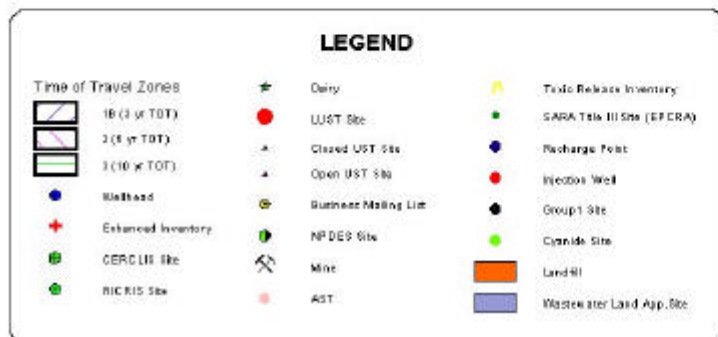 LEGEND
Time of Travel Zones
1B (3 yr TOT)
2 (6 yr TOT)
3 (10 yr TOT)
Wellhead
Enhanced Inventory
CERCLIS Site
RICRIS Site
Dairy
LUST Site
Closed UST Site
Open UST Site
Business Mailing List
NPDES Site
Mine
AST
Toxic Release Inventory
SARA Title III Site (EPCRA)
Recharge Point
Injection Well
Group1 Site
Cyanide Site
Landfill
Wastewater Land App. Site